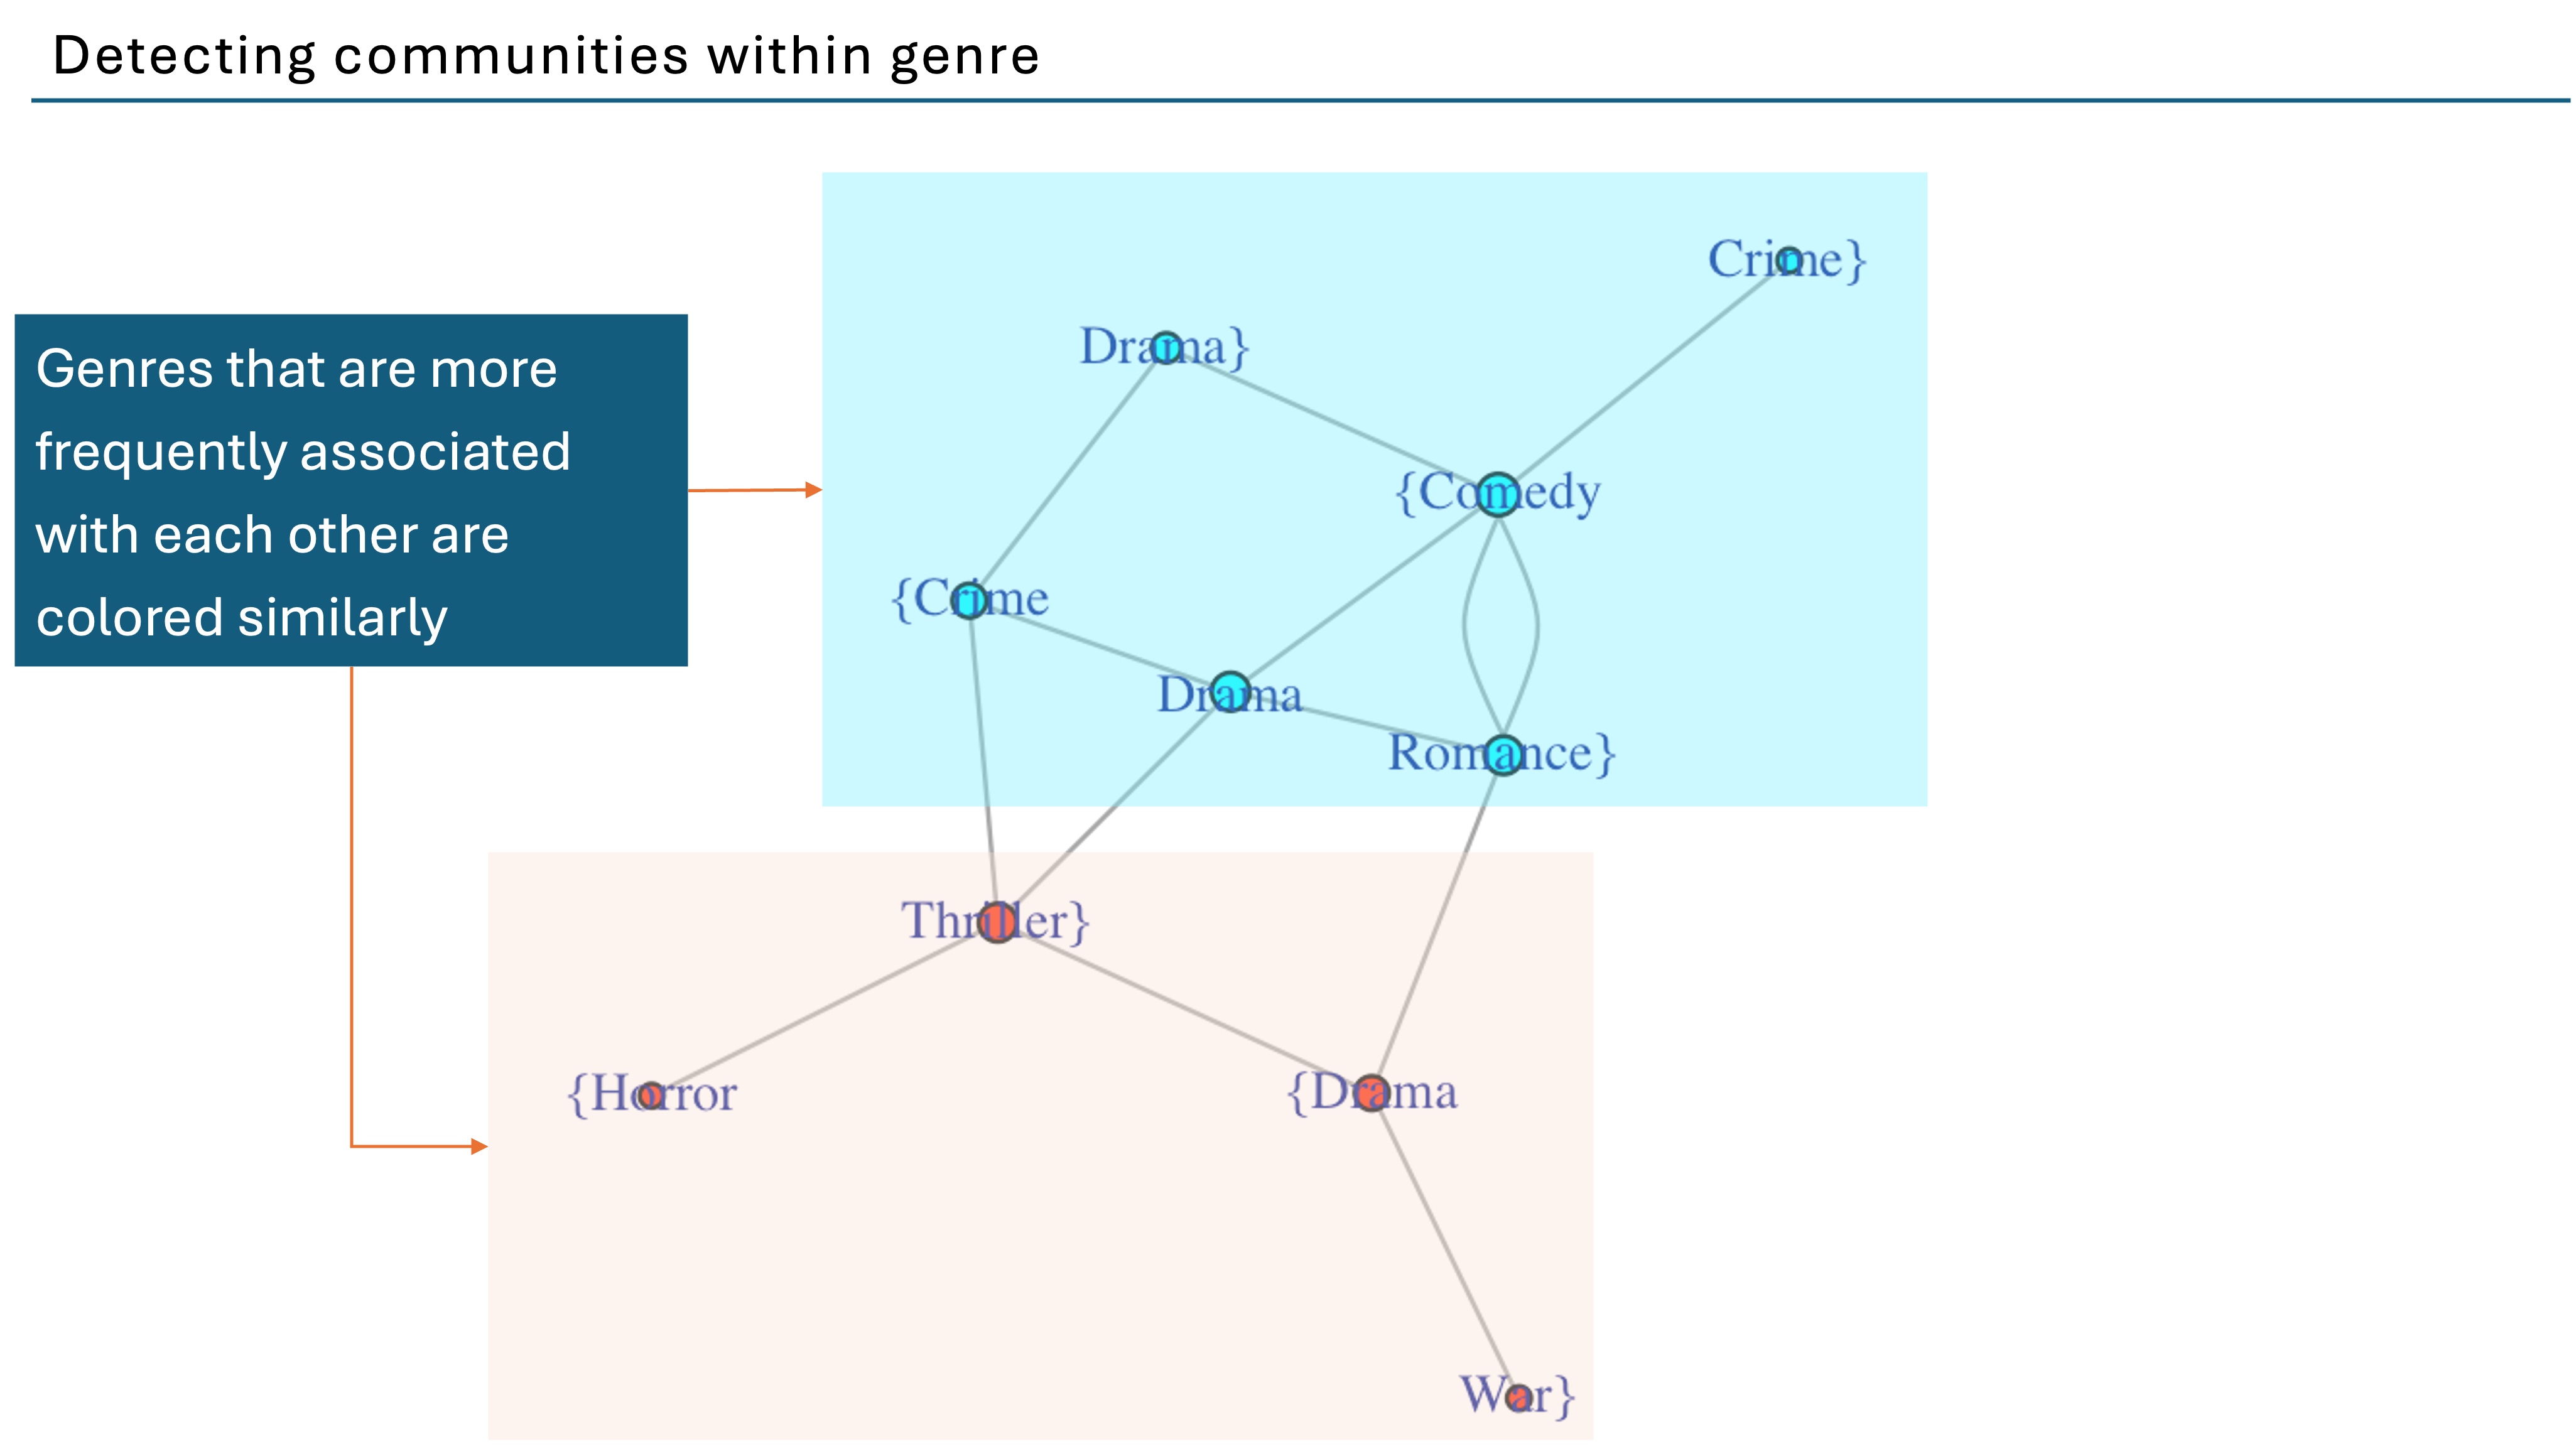 Detecting communities within genre
Genres that are more
frequently associated
with each other are
colored similarly
Crime}
Drama}
{Comedy
{Crime
Drama
Romance}
Thriller}
{Horror
{Drama
War}